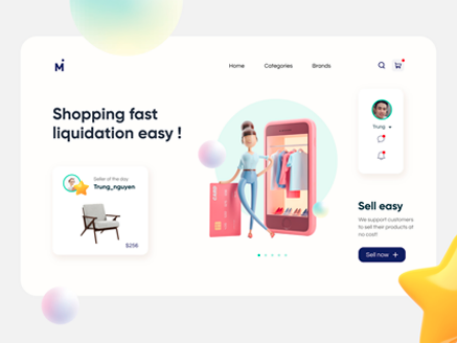 M
Home
Categories
Brands
Shopping fast
liquidation easy !
Trung
Seller of the day
Trung_nguyen
$256
Sell easy
We support customers
to sell their products at
no cost!
Sell now +